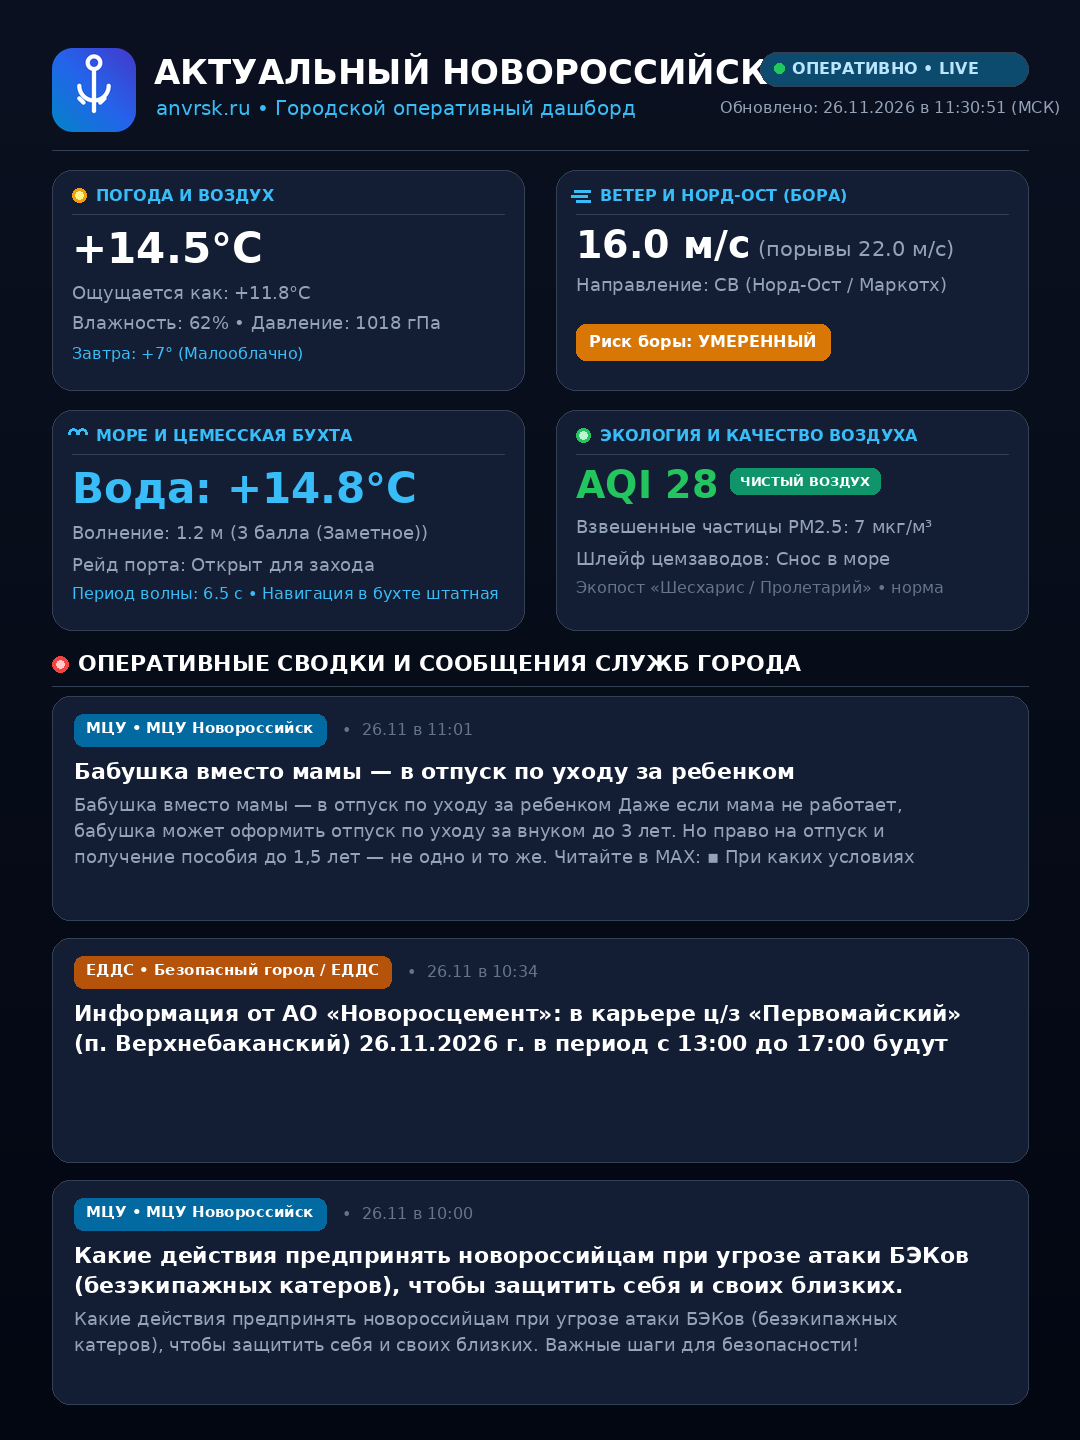 АКТУАЛЬНЫЙ НОВОРОССИЙСК
ОПЕРАТИВНО • LIVE
anvrsk.ru • Городской оперативный дашборд
Обновлено: 26.11.2026 в 11:30:51 (МСК)
ПОГОДА И ВОЗДУХ
+14.5°C
Ощущается как: +11.8°C
Влажность: 62% • Давление: 1018 гПа
Завтра: +7° (Малооблачно)
ВЕТЕР И НОРД-ОСТ (БОРА)
16.0 м/с (порывы 22.0 м/с)
Направление: СВ (Норд-Ост / Маркотх)
Риск боры: УМЕРЕННЫЙ
МОРЕ И ЦЕМЕССКАЯ БУХТА
Вода: +14.8°C
Волнение: 1.2 м (3 балла (Заметное))
Рейд порта: Открыт для захода
Период волны: 6.5 с • Навигация в бухте штатная
ЭКОЛОГИЯ И КАЧЕСТВО ВОЗДУХА
AQI 28 ЧИСТЫЙ ВОЗДУХ
Взвешенные частицы PM2.5: 7 мкг/м³
Шлейф цемзаводов: Снос в море
Экопост «Шесхарис / Пролетарий» • норма
ОПЕРАТИВНЫЕ СВОДКИ И СООБЩЕНИЯ СЛУЖБ ГОРОДА
МЦУ • МЦУ Новороссийск • 26.11 в 11:01
Бабушка вместо мамы — в отпуск по уходу за ребенком
Бабушка вместо мамы — в отпуск по уходу за ребенком Даже если мама не работает,
бабушка может оформить отпуск по уходу за внуком до 3 лет. Но право на отпуск и
получение пособия до 1,5 лет — не одно и то же. Читайте в MAX: ▪ При каких условиях
ЕДДС • Безопасный город / ЕДДС • 26.11 в 10:34
Информация от АО «Новоросцемент»: в карьере ц/з «Первомайский»
(п. Верхнебаканский) 26.11.2026 г. в период с 13:00 до 17:00 будут
МЦУ • МЦУ Новороссийск • 26.11 в 10:00
Какие действия предпринять новороссийцам при угрозе атаки БЭКов
(безэкипажных катеров), чтобы защитить себя и своих близких.
Какие действия предпринять новороссийцам при угрозе атаки БЭКов (безэкипажных
катеров), чтобы защитить себя и своих близких. Важные шаги для безопасности!